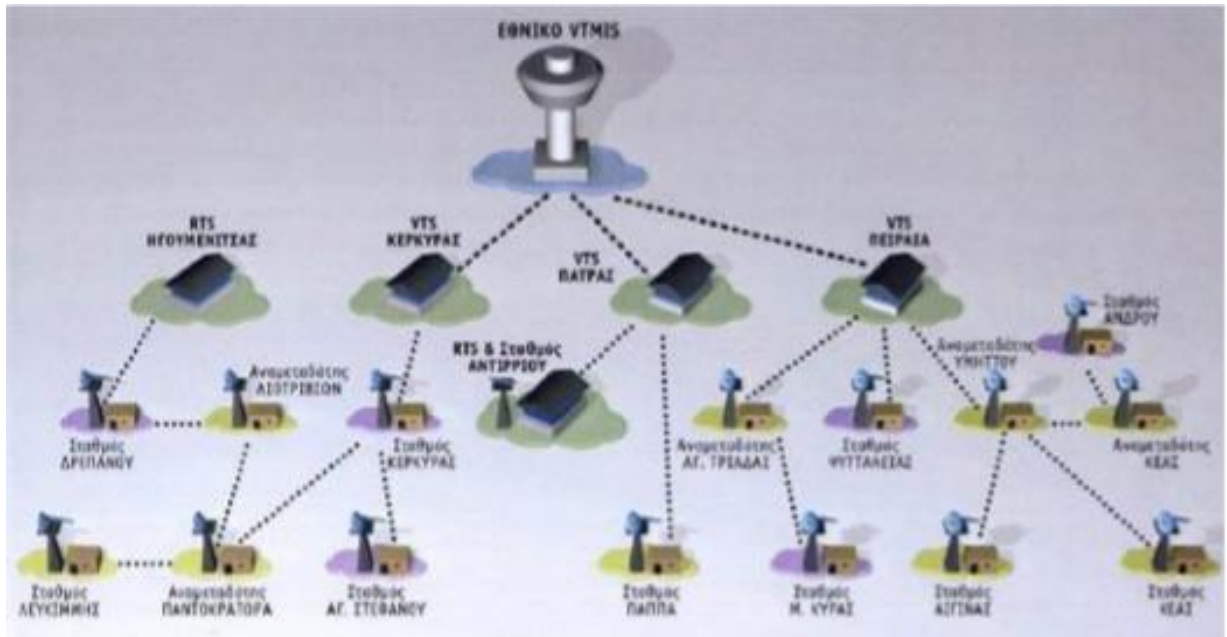 ΕΘΝΙΚΟ VTMIS
RTS
ΗΓΟΥΜΕΝΙΤΣΑΣ
VTS
ΚΕΡΚΥΡΑΣ
VTS
ΠΑΤΡΑΣ
VTS
ΠΕΙΡΑΙΑ
Σταθμός
ΑΝΔΡΟΥ
Αναμεταδότης
ΛΙΟΤΡΙΒΙΩΝ
RTS & Σταθμός
ΑΝΤΙΡΡΙΟΥ
Αναμεταδότης
ΥΜΗΤΤΟΥ
Σταθμός
ΔΡΕΠΑΝΟΥ
Σταθμός
ΚΕΡΚΥΡΑΣ
Αναμεταδότης
ΑΓ. ΤΡΙΑΔΑΣ
Σταθμός
ΨΥΤΤΑΛΕΙΑΣ
Αναμεταδότης
ΚΕΑΣ
Σταθμός
ΛΕΥΚΙΜΜΗΣ
Αναμεταδότης
ΠΑΝΤΟΚΡΑΤΟΡΑ
Σταθμός
ΑΓ. ΣΤΕΦΑΝΟΥ
Σταθμός
ΠΑΠΠΑ
Σταθμός
Μ. ΚΥΡΑΣ
Σταθμός
ΑΙΓΙΝΑΣ
Σταθμός
ΚΕΑΣ